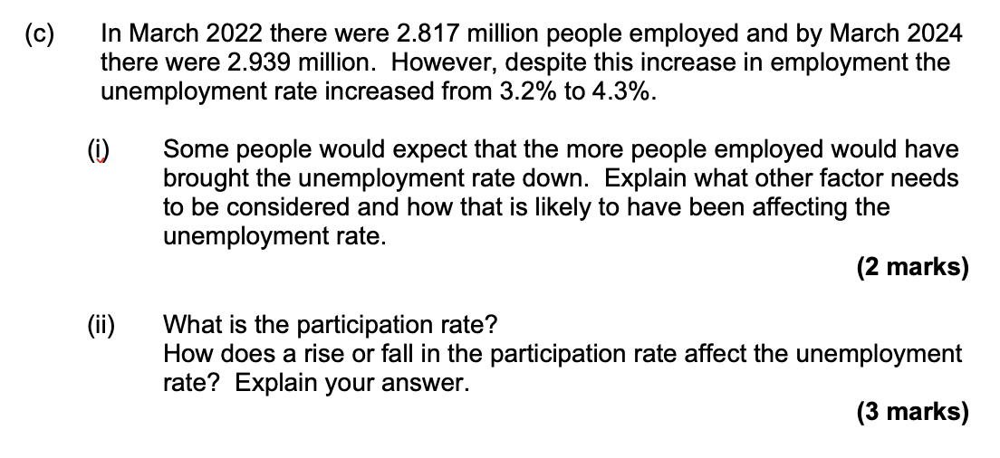 (c) In March 2022 there were 2.817 million people employed and by March 2024
there were 2.939 million. However, despite this increase in employment the
unemployment rate increased from 3.2% to 4.3%.
(i) Some people would expect that the more people employed would have
brought the unemployment rate down. Explain what other factor needs
to be considered and how that is likely to have been affecting the
unemployment rate.
(2 marks)
(ii) What is the participation rate?
How does a rise or fall in the participation rate affect the unemployment
rate? Explain your answer.
(3 marks)